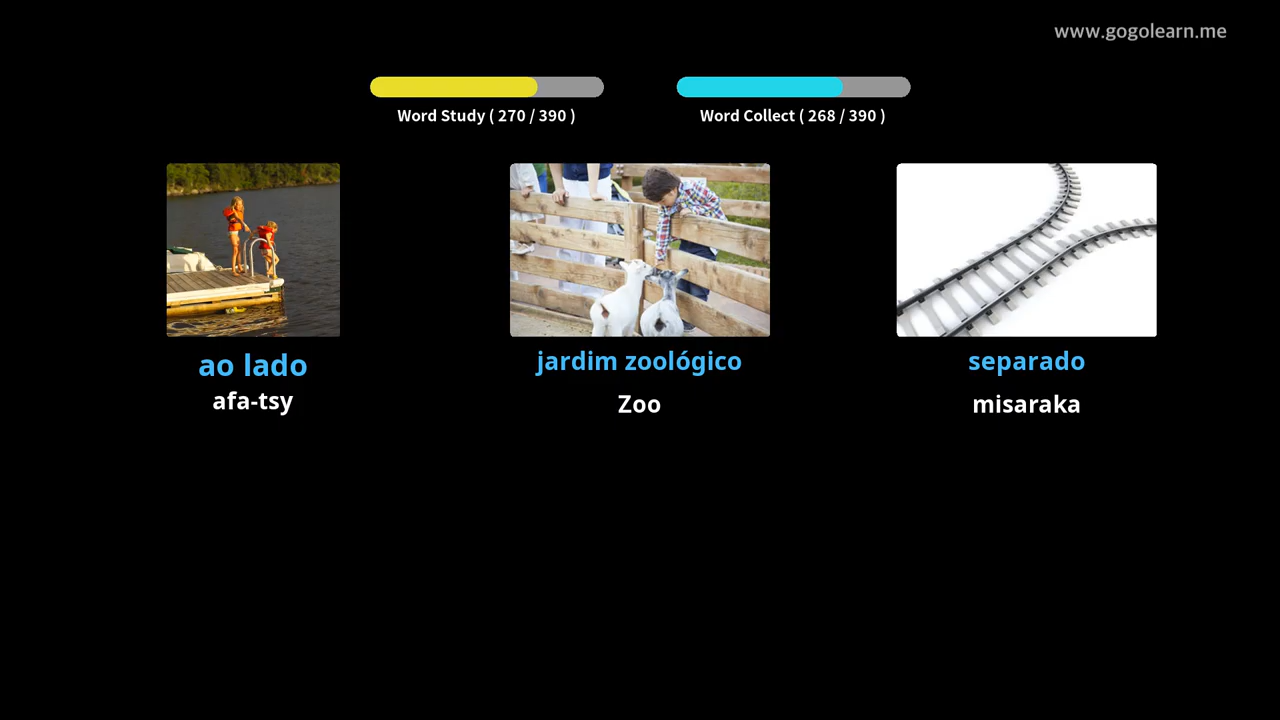 www.gogolearn.me
Word Study ( 270 / 390 )
Word Collect ( 268 / 390 )
ao lado
afa-tsy
jardim zoológico
Zoo
separado
misaraka